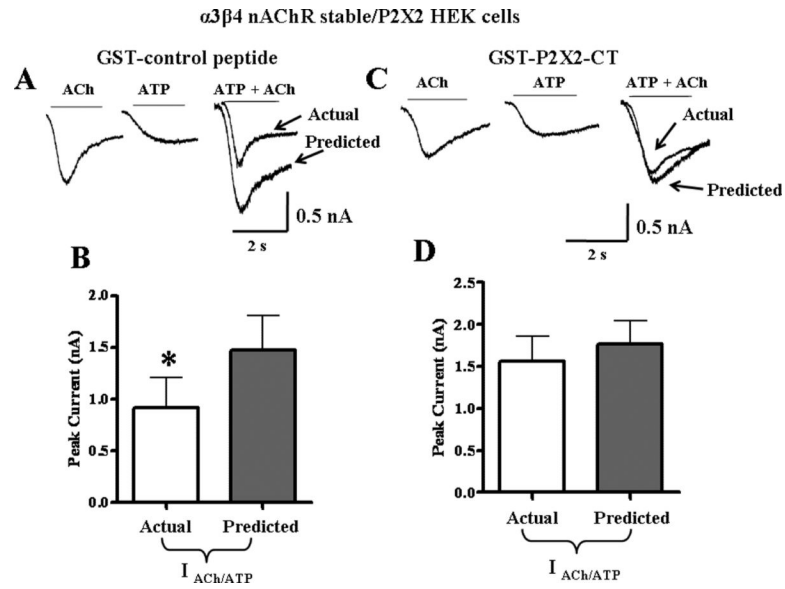 α3β4 nAChR stable/P2X2 HEK cells
GST-control peptide
A
ACh
ATP
ATP + ACh
Actual
Predicted
0.5 nA
2 s
GST-P2X2-CT
C
ACh
ATP
ATP + ACh
Actual
Predicted
0.5 nA
2 s
B
Peak Current (nA)
2.0
1.5
1.0
0.5
0.0
*
Actual
Predicted
I ACh/ATP
D
Peak Current (nA)
2.5
2.0
1.5
1.0
0.5
0.0
Actual
Predicted
I ACh/ATP